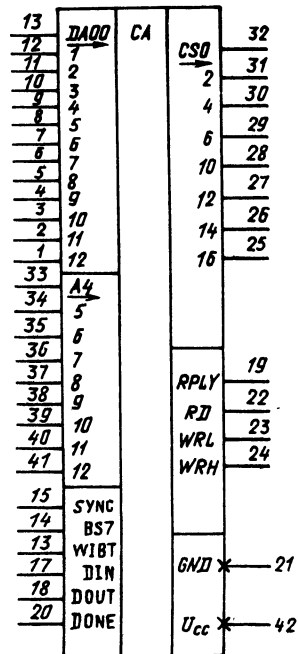 13 DA00 CA CS0 32
12 1
11 2 2 31
10 3 4 30
9 4
8 5 6 29
7 6
6 7 10 28
5 8
4 9 12 27
3 10 14 26
2 11
1 12 16 25
33 A4
34 5
35 6
36 7 RPLY 19
37 8
38 9 RD 22
39 10 WRL 23
40 11 WRH 24
41 12
15 SYNC
14 BS7
13 WIBT
17 DIN GND 21
18 DOUT
20 DONE Ucc 42